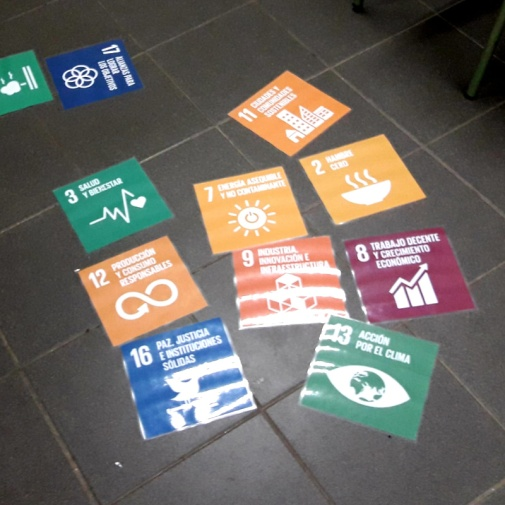 17 ALIANZAS PARA
LOGRAR
LOS OBJETIVOS
11 CIUDADES Y
COMUNIDADES
SOSTENIBLES
3 SALUD
Y BIENESTAR
7 ENERGÍA ASEQUIBLE
Y NO CONTAMINANTE
2 HAMBRE
CERO
12 PRODUCCIÓN
Y CONSUMO
RESPONSABLES
9 INDUSTRIA,
INNOVACIÓN E
INFRAESTRUCTURA
8 TRABAJO DECENTE
Y CRECIMIENTO
ECONÓMICO
16 PAZ, JUSTICIA
E INSTITUCIONES
SÓLIDAS
13 ACCIÓN
POR EL CLIMA